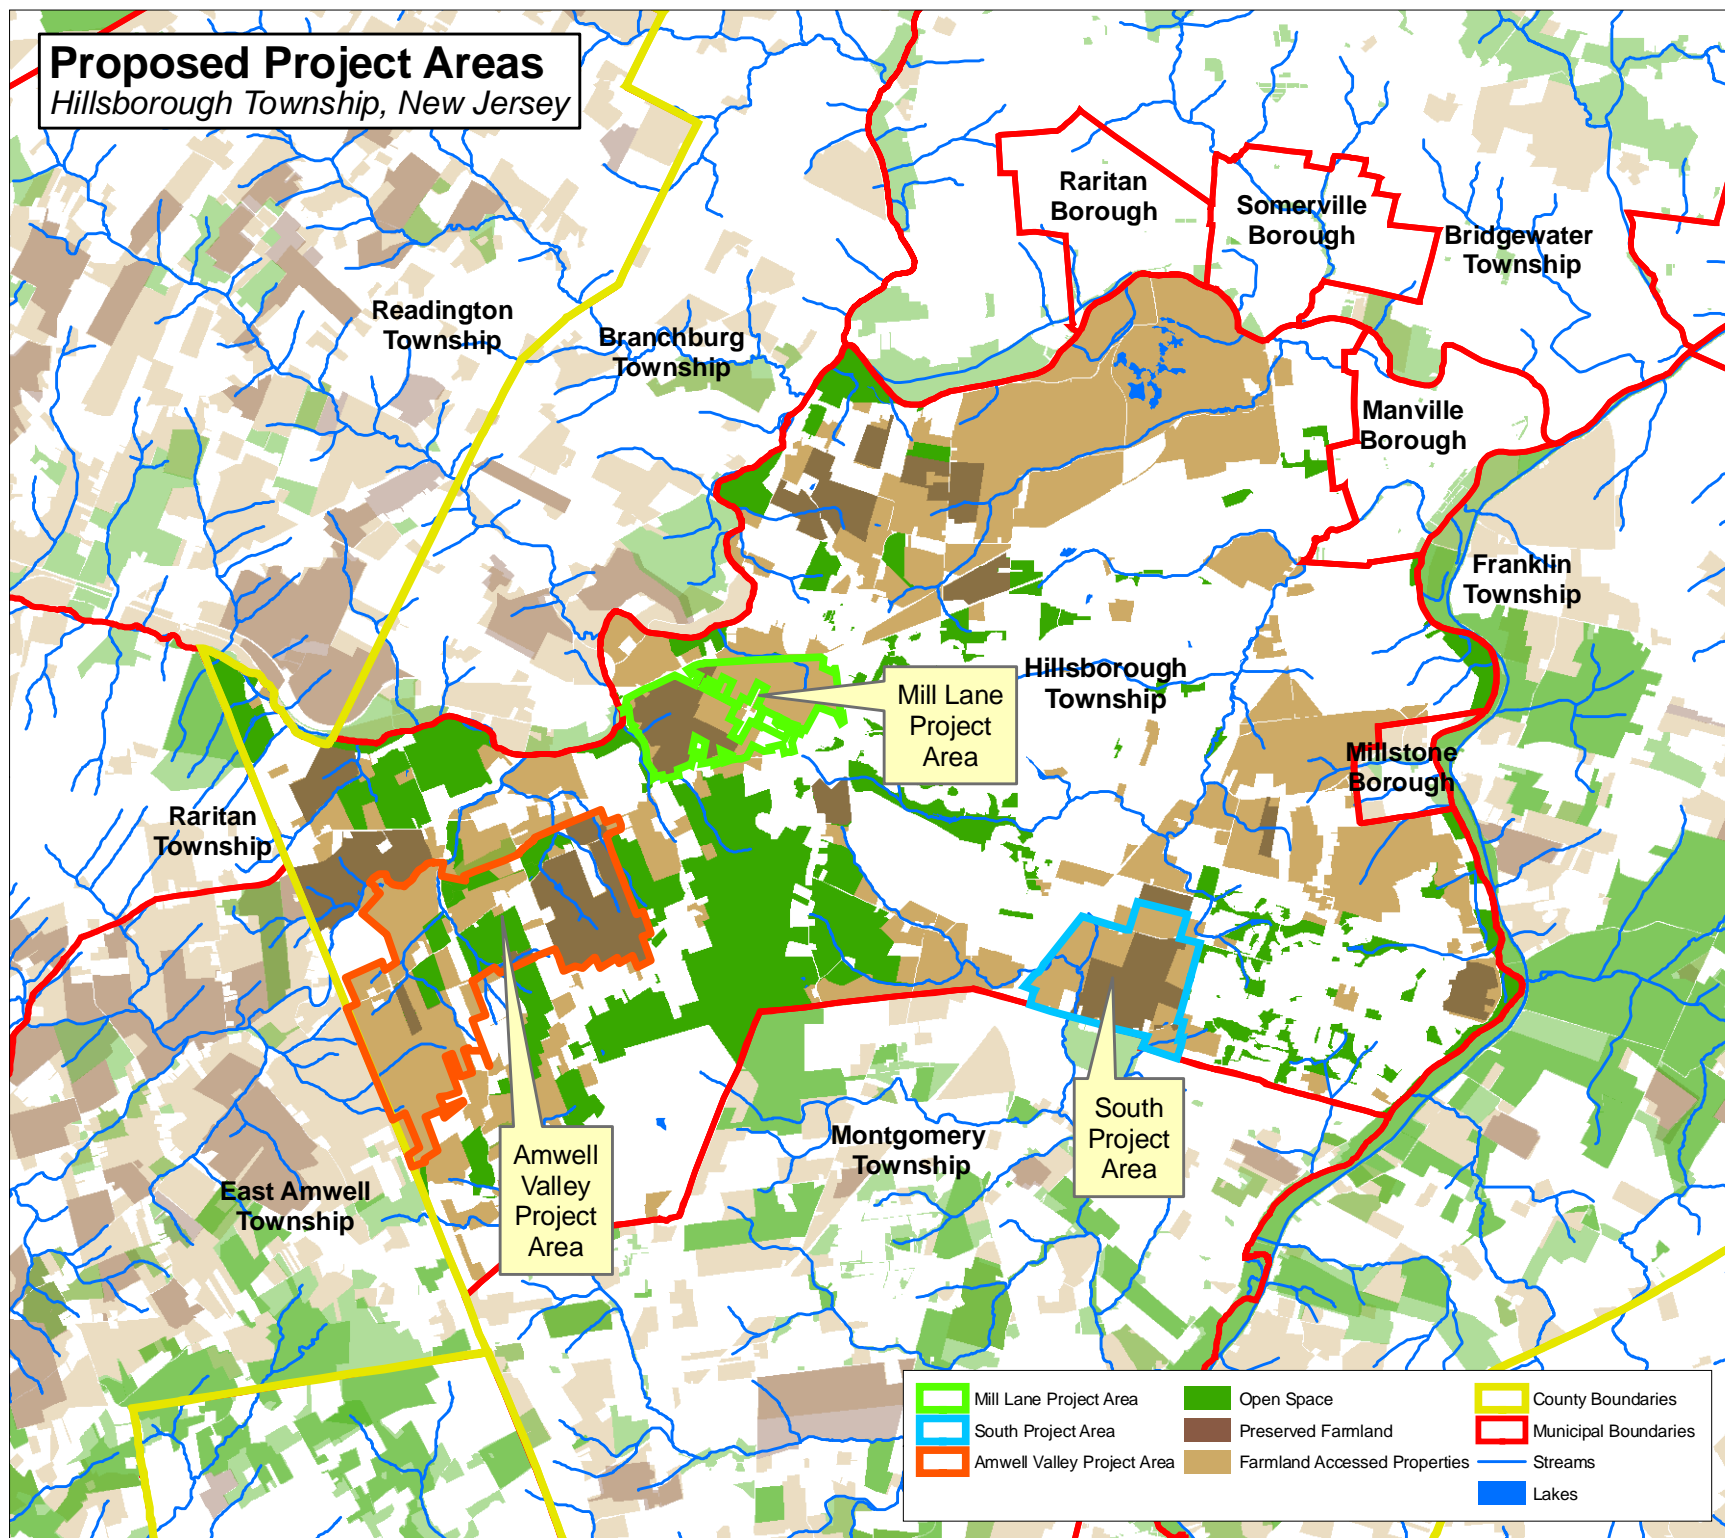 Proposed Project Areas
Hillsborough Township, New Jersey
Raritan
Borough
Somerville
Borough
Bridgewater
Township
Readington
Township
Branchburg
Township
Manville
Borough
Franklin
Township
Hillsborough
Township
Mill Lane
Project
Area
Millstone
Borough
Raritan
Township
South
Project
Area
Montgomery
Township
Amwell
Valley
Project
Area
East Amwell
Township
Mill Lane Project Area
South Project Area
Amwell Valley Project Area
Open Space
Preserved Farmland
Farmland Accessed Properties
County Boundaries
Municipal Boundaries
Streams
Lakes